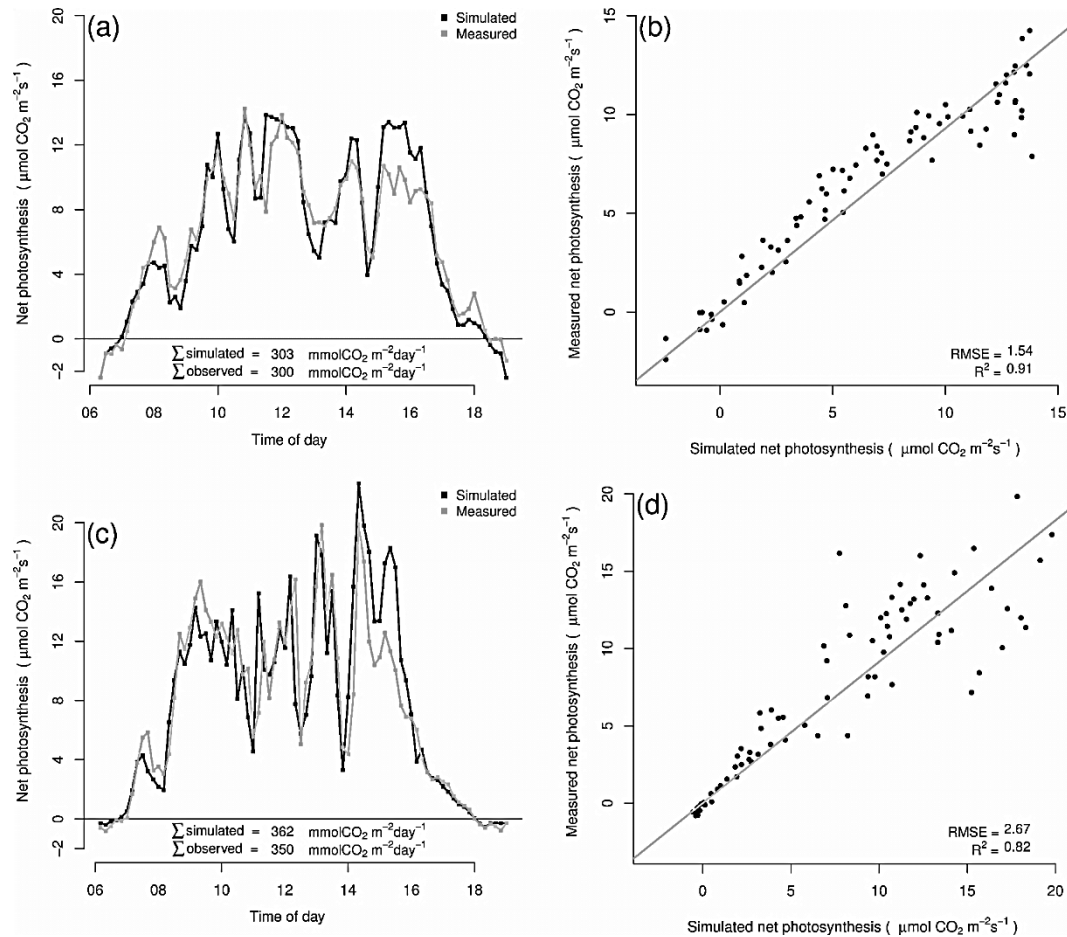 (a)
Simulated
Measured
20
16
12
8
4
0
-2
Net photosynthesis ( μmol CO2 m−2s−1)
∑simulated = 303 mmolCO2 m−2day−1
∑observed = 300 mmolCO2 m−2day−1
06 08 10 12 14 16 18
Time of day
(b)
15
10
5
0
Measured net photosynthesis ( μmol CO2 m−2s−1)
RMSE = 1.54
R2 = 0.91
0 5 10 15
Simulated net photosynthesis ( μmol CO2 m−2s−1)
(c)
Simulated
Measured
20
16
12
8
4
0
-2
Net photosynthesis ( μmol CO2 m−2s−1)
∑simulated = 362 mmolCO2 m−2day−1
∑observed = 350 mmolCO2 m−2day−1
06 08 10 12 14 16 18
Time of day
(d)
20
15
10
5
0
Measured net photosynthesis ( μmol CO2 m−2s−1)
RMSE = 2.67
R2 = 0.82
0 5 10 15 20
Simulated net photosynthesis ( μmol CO2 m−2s−1)